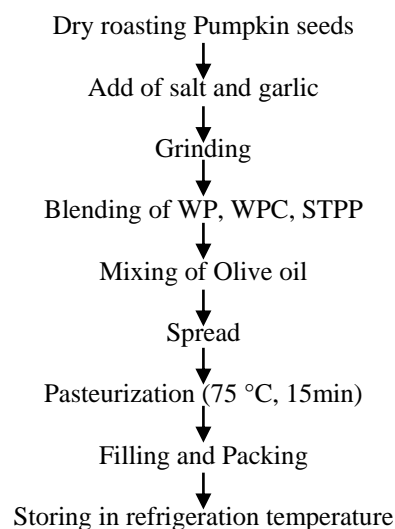 Dry roasting Pumpkin seeds
Add of salt and garlic
Grinding
Blending of WP, WPC, STPP
Mixing of Olive oil
Spread
Pasteurization (75 °C, 15min)
Filling and Packing
Storing in refrigeration temperature